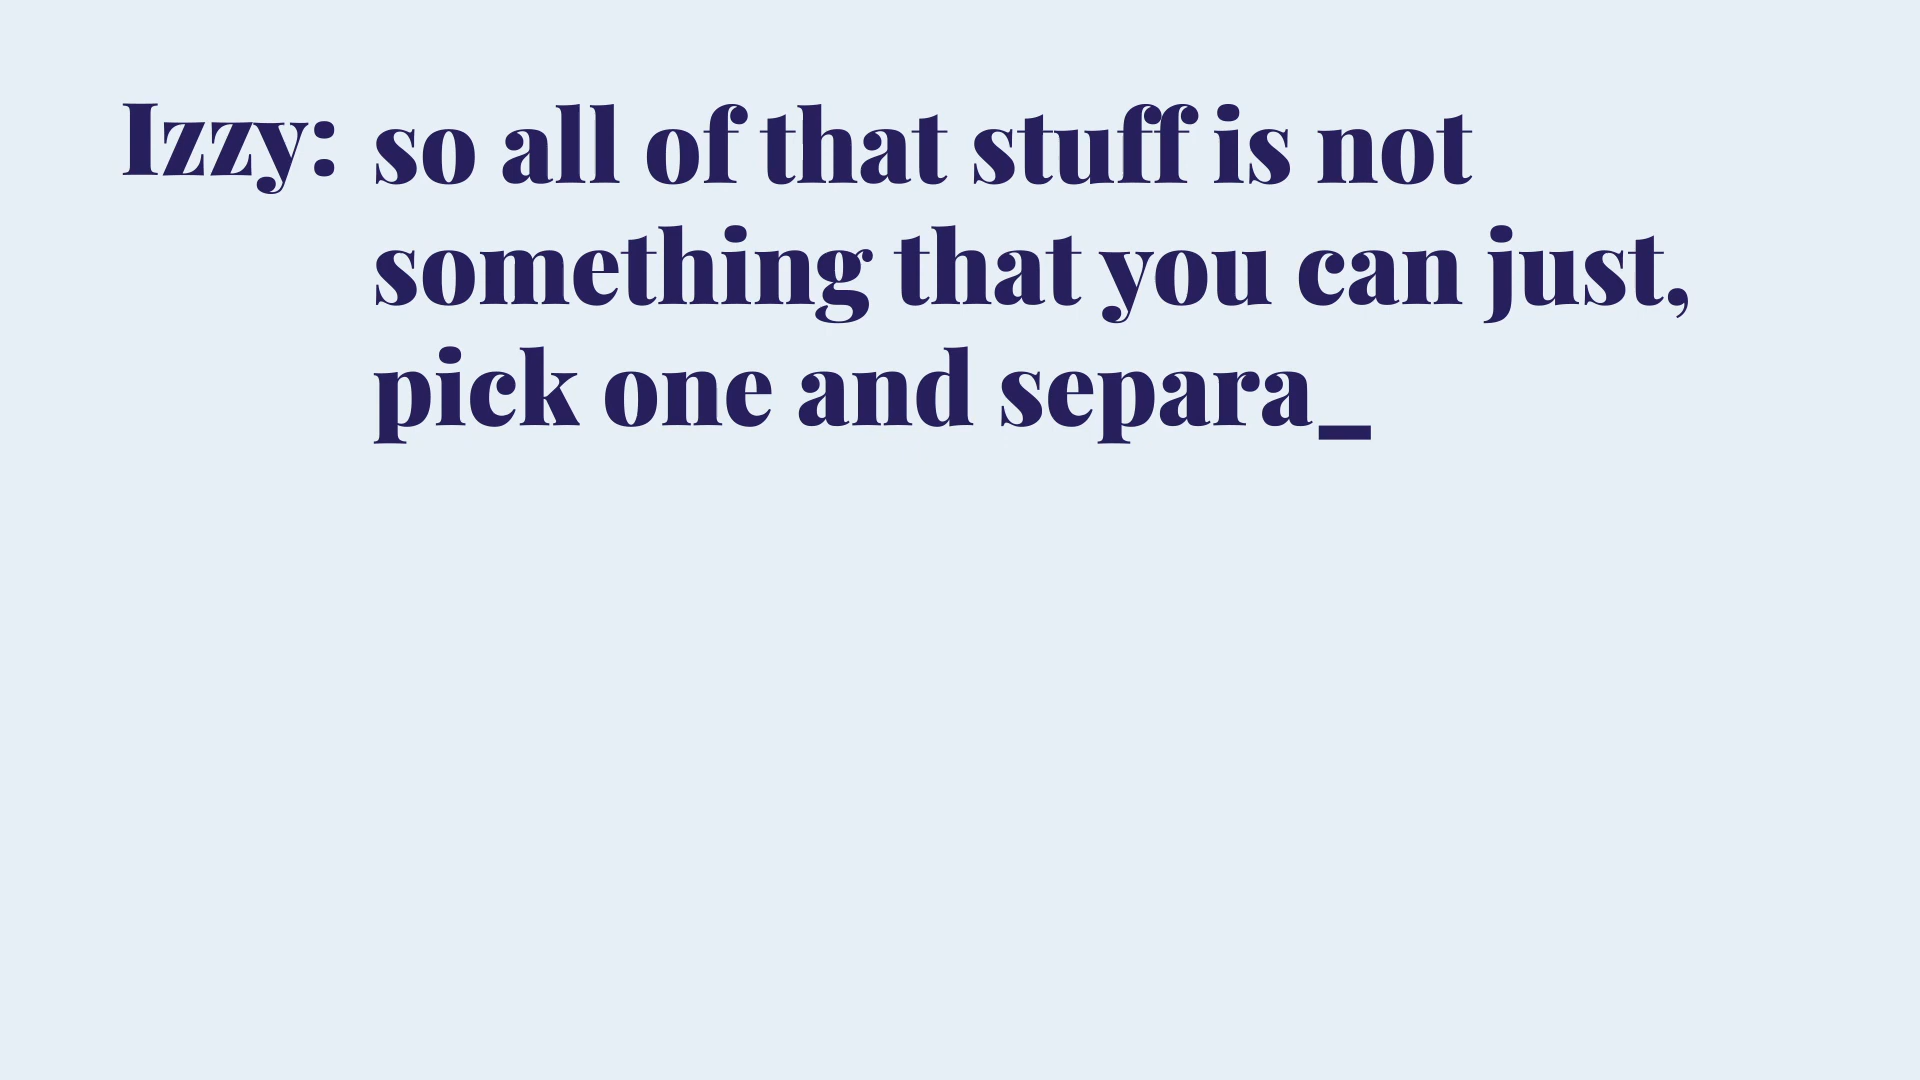 Izzy: so all of that stuff is not
something that you can just,
pick one and separa_